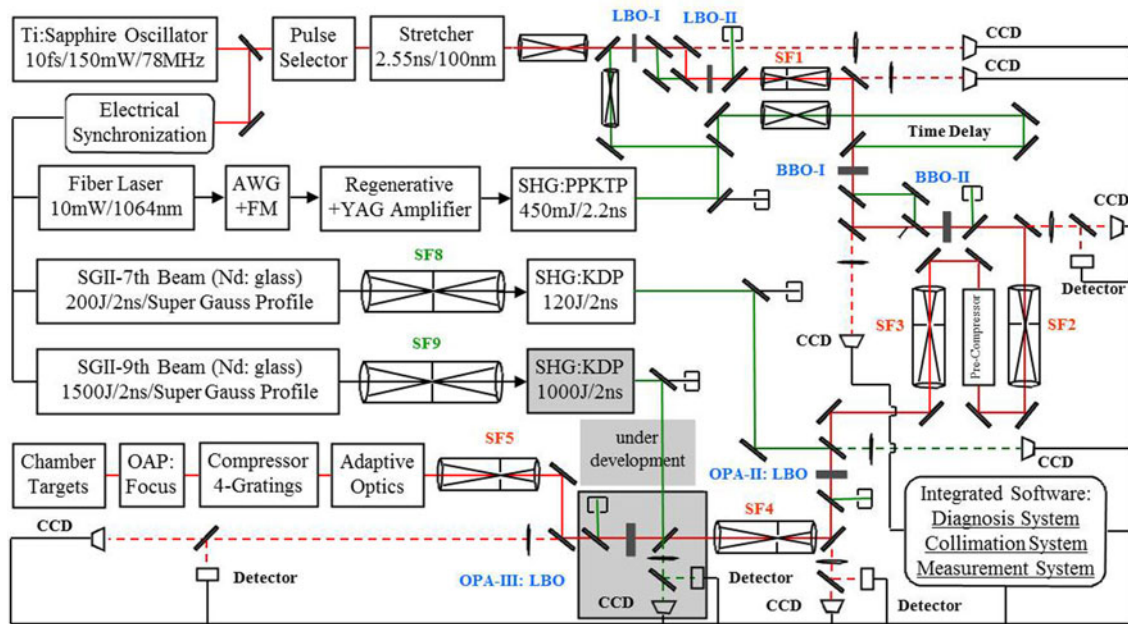 Ti:Sapphire Oscillator
10fs/150mW/78MHz
Pulse
Selector
Stretcher
2.55ns/100nm
LBO-I
LBO-II
CCD
SF1
CCD
Electrical
Synchronization
Time Delay
Fiber Laser
10mW/1064nm
AWG
+FM
Regenerative
+YAG Amplifier
SHG:PPKTP
450mJ/2.2ns
BBO-I
BBO-II
CCD
SGII-7th Beam (Nd: glass)
200J/2ns/Super Gauss Profile
SF8
SHG:KDP
120J/2ns
Detector
SF3
Pre-Compressor
SF2
CCD
SGII-9th Beam (Nd: glass)
1500J/2ns/Super Gauss Profile
SF9
SHG:KDP
1000J/2ns
under
development
CCD
Chamber
Targets
OAP:
Focus
Compressor
4-Gratings
Adaptive
Optics
SF5
OPA-II: LBO
SF4
Integrated Software:
Diagnosis System
Collimation System
Measurement System
CCD
Detector
OPA-III: LBO
CCD
Detector
CCD
Detector